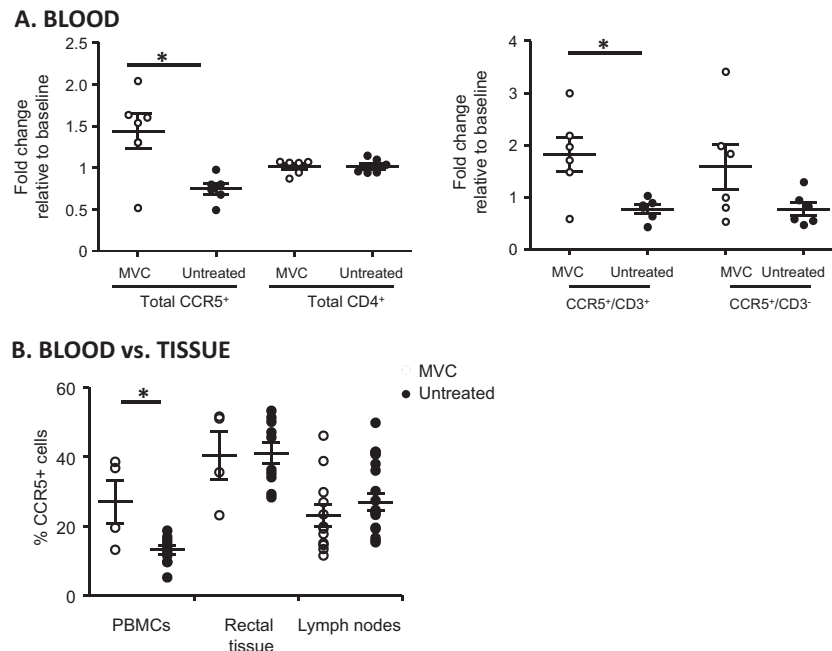 A. BLOOD
Fold change
relative to baseline
2.5
2.0
1.5
1
0.5
0
*
MVC
Untreated
MVC
Untreated
Total CCR5⁺
Total CD4⁺
Fold change
relative to baseline
4
3
2
1
0
*
MVC
Untreated
MVC
Untreated
CCR5⁺/CD3⁺
CCR5⁺/CD3⁻
B. BLOOD vs. TISSUE
MVC
Untreated
% CCR5+ cells
60
40
20
0
*
PBMCs
Rectal
tissue
Lymph nodes